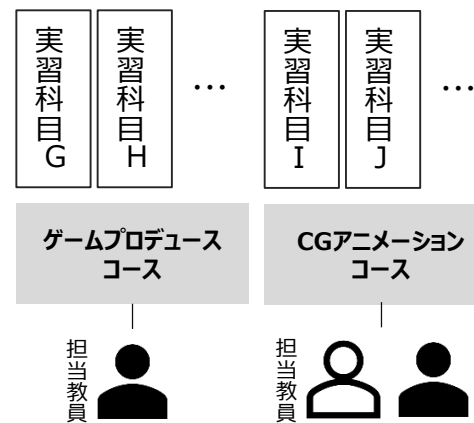 実習科目G
実習科目H
…
実習科目I
実習科目J
…
ゲームプロデュース
コース
CGアニメーション
コース
担当教員
担当教員